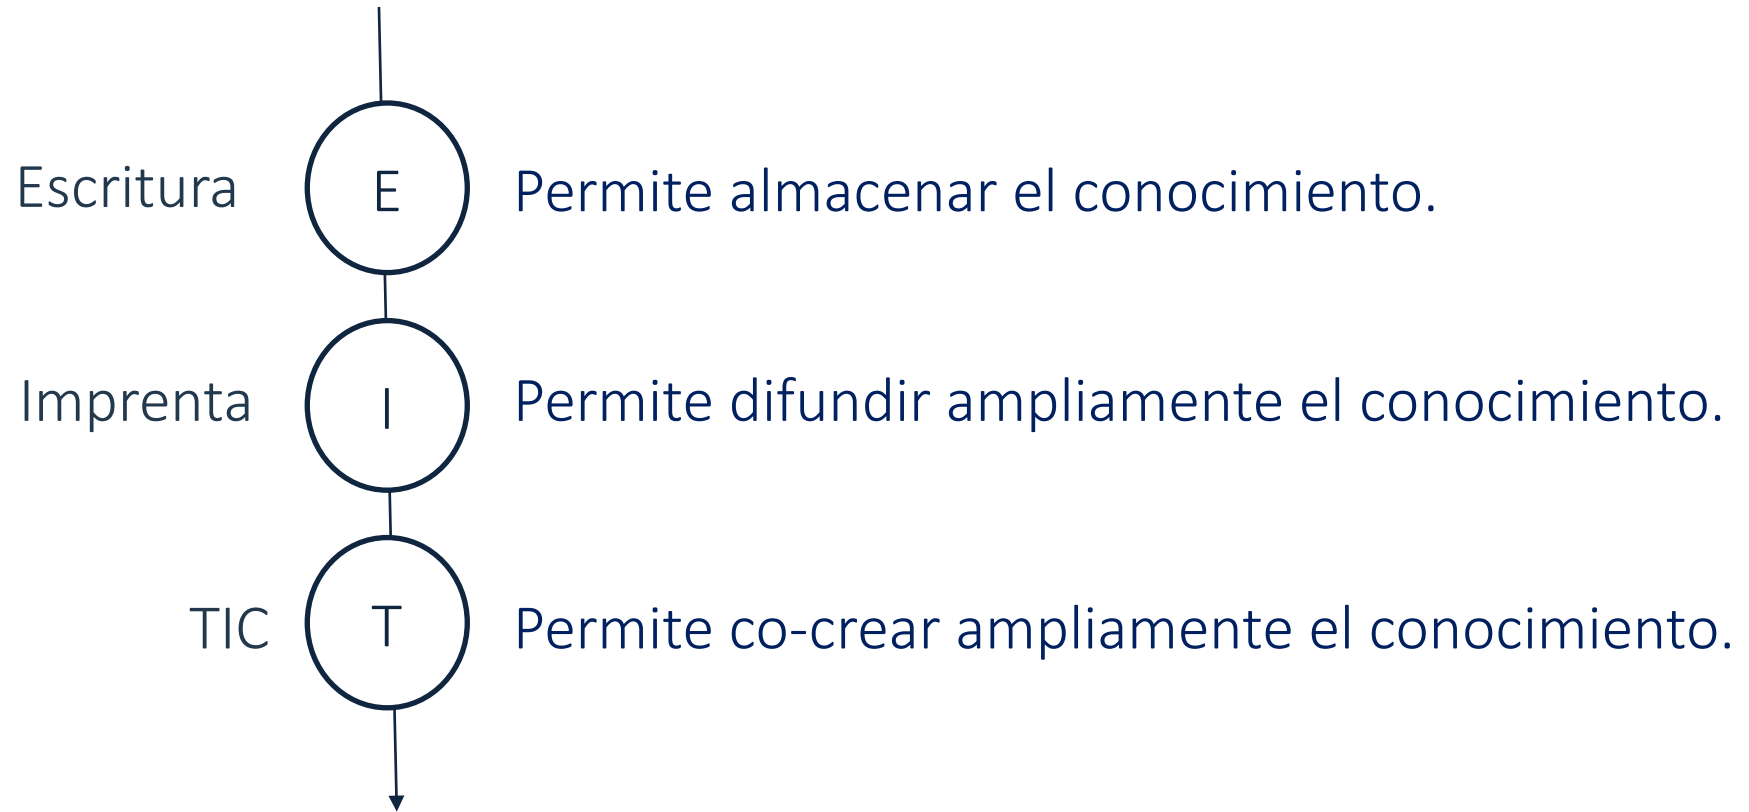 Escritura E Permite almacenar el conocimiento.
Imprenta I Permite difundir ampliamente el conocimiento.
TIC T Permite co-crear ampliamente el conocimiento.